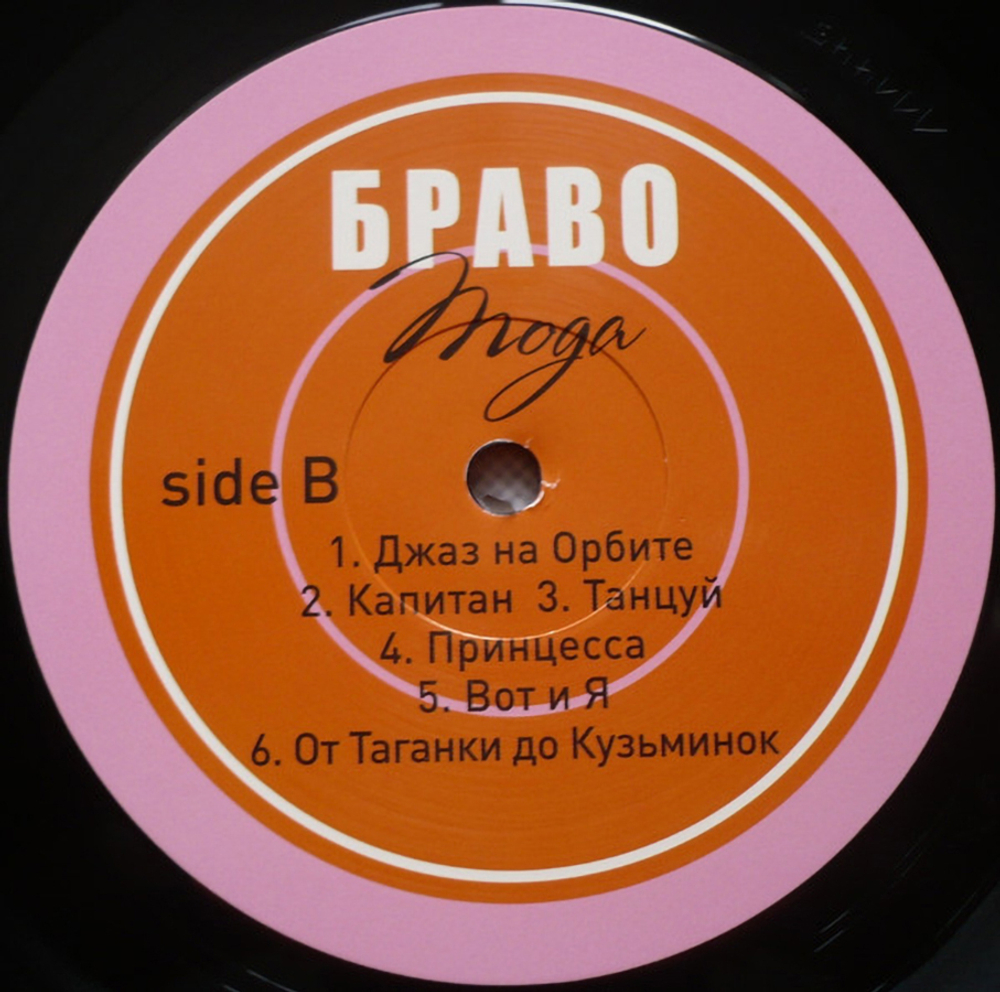 БРАВО
Мода
side B
1. Джаз на Орбите
2. Капитан 3. Танцуй
4. Принцесса
5. Вот и Я
6. От Таганки до Кузьминок